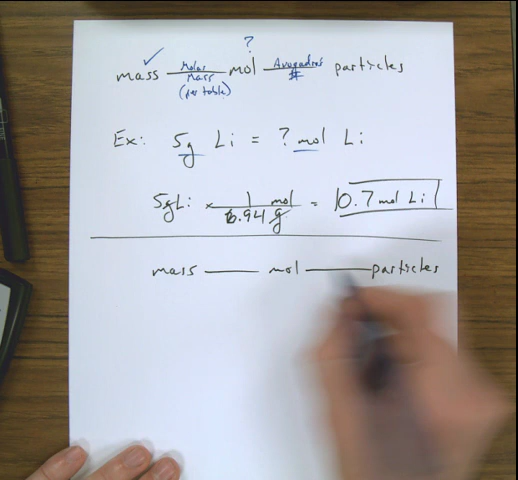 ?
mass Molar Mass (per table) mol Avogadro's # particles
Ex: 5g Li = ? mol Li
5gLi × 1 mol / 6.941 g = 0.7 mol Li
mass mol particles